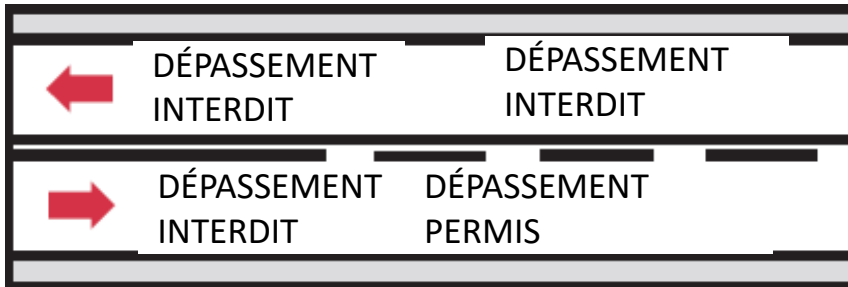 DÉPASSEMENT
INTERDIT
DÉPASSEMENT
INTERDIT
DÉPASSEMENT
INTERDIT
DÉPASSEMENT
PERMIS